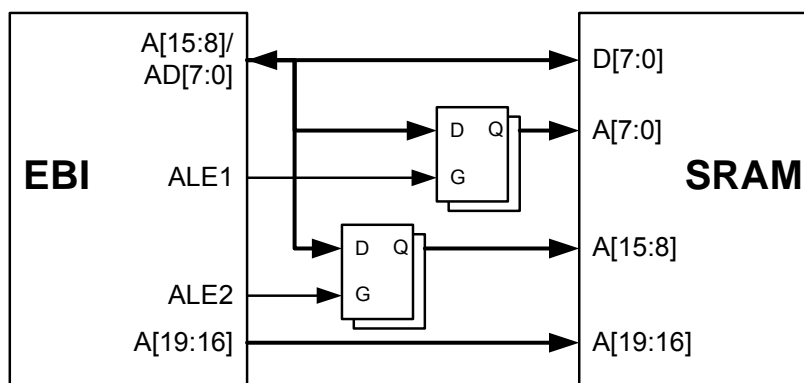 A[15:8]/
AD[7:0]
D[7:0]
D Q
A[7:0]
EBI
ALE1
G
SRAM
D Q
A[15:8]
ALE2
G
A[19:16]
A[19:16]